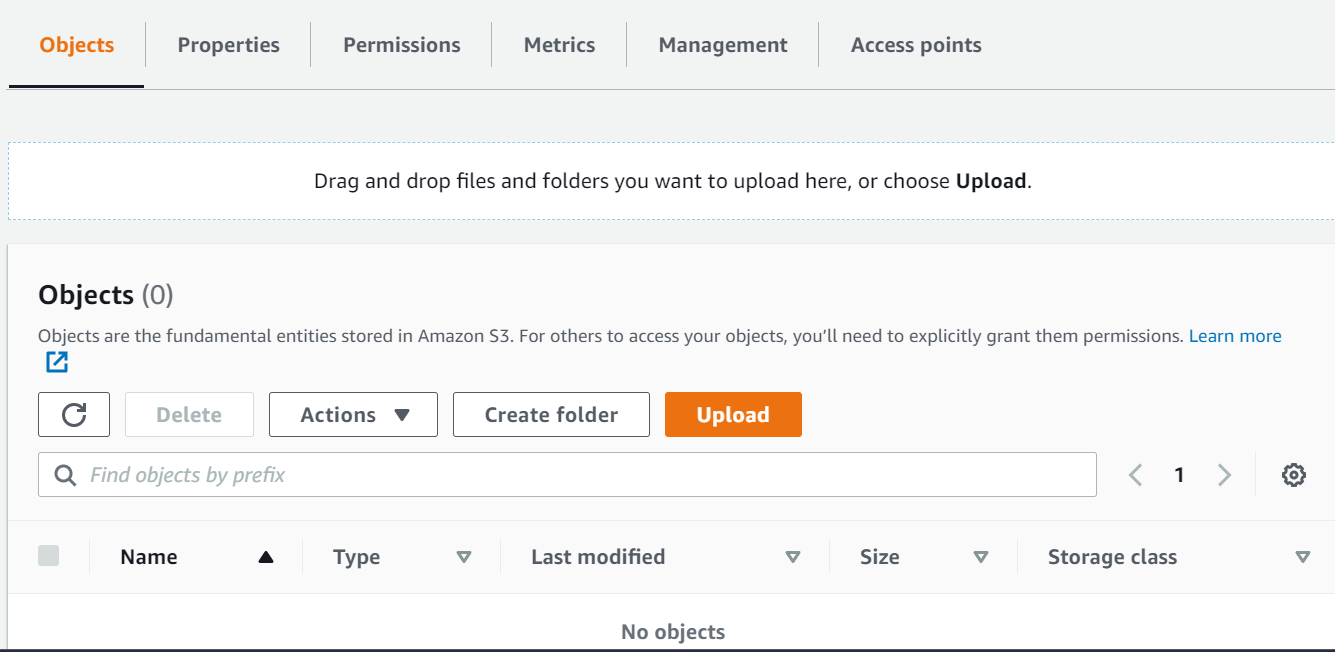 Objects Properties Permissions Metrics Management Access points
Drag and drop files and folders you want to upload here, or choose Upload.
Objects (0)
Objects are the fundamental entities stored in Amazon S3. For others to access your objects, you’ll need to explicitly grant them permissions. Learn more
Delete Actions Create folder Upload
Find objects by prefix 1
Name Type Last modified Size Storage class
No objects